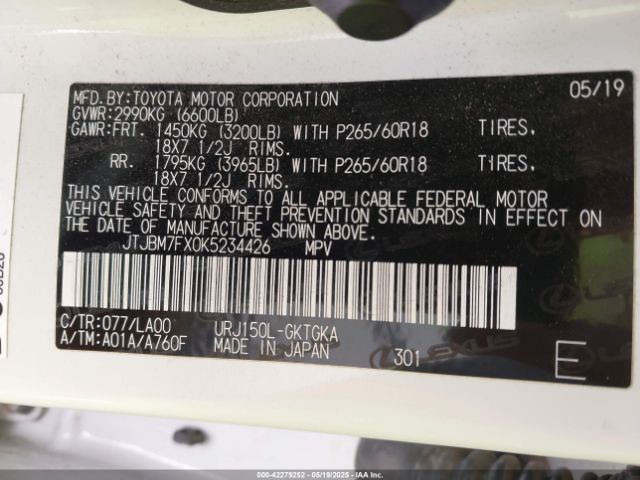 MFD.BY:TOYOTA MOTOR CORPORATION 05/19
GVWR:2990KG (6600LB)
GAWR:FRT. 1450KG (3200LB) WITH P265/60R18 TIRES,
18X7 1/2J RIMS.
RR. 1795KG (3965LB) WITH P265/60R18 TIRES,
18X7 1/2J RIMS.
THIS VEHICLE CONFORMS TO ALL APPLICABLE FEDERAL MOTOR
VEHICLE SAFETY AND THEFT PREVENTION STANDARDS IN EFFECT ON
THE DATE OF MANUFACTURE SHOWN ABOVE.
JTJBM7FX0K5234426 MPV
C/TR:077/LA00 URJ150L-GKTGKA
A/TM:A01A/A760F MADE IN JAPAN 301 E
LEXUS
000-42279252 — 05/19/2025 — IAA Inc.